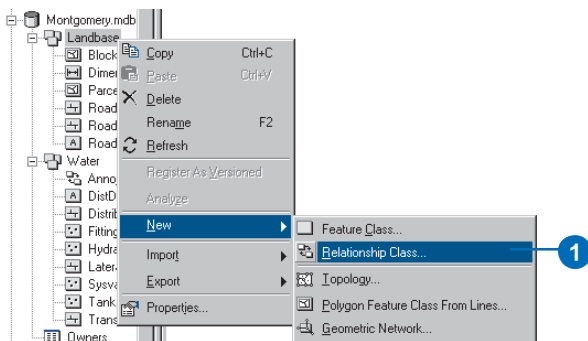 Montgomery.mdb
Landbase
Block
Dimer
Parce
Road
Road
Road
Water
Anno
DistD
Distrib
Fitting
Hydra
Later
Sysva
Tank
Trans
Owners
Copy Ctrl+C
Paste Ctrl+V
Delete
Rename F2
Refresh
Register As Versioned
Analyze
New
Import
Export
Properties...
Feature Class...
Relationship Class...
Topology...
Polygon Feature Class From Lines...
Geometric Network...
1